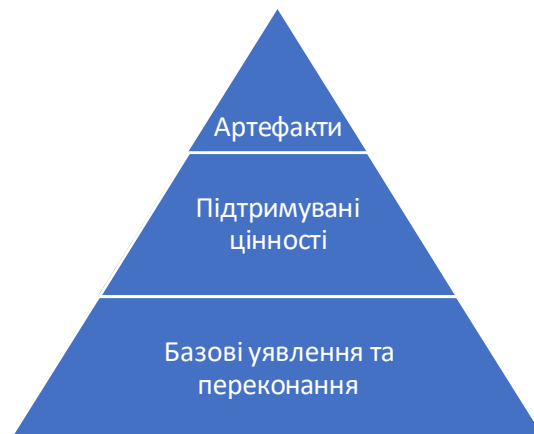 Артефакти
Підтримувані
цінності
Базові уявлення та
переконання